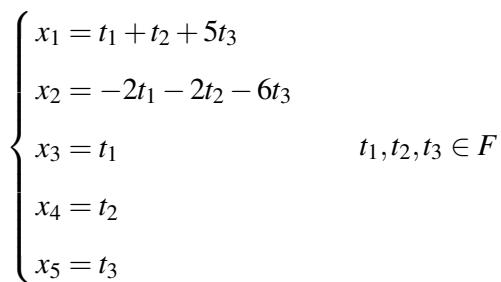 x₁ = t₁ + t₂ + 5t₃
x₂ = −2t₁ − 2t₂ − 6t₃
x₃ = t₁ t₁, t₂, t₃ ∈ F
x₄ = t₂
x₅ = t₃